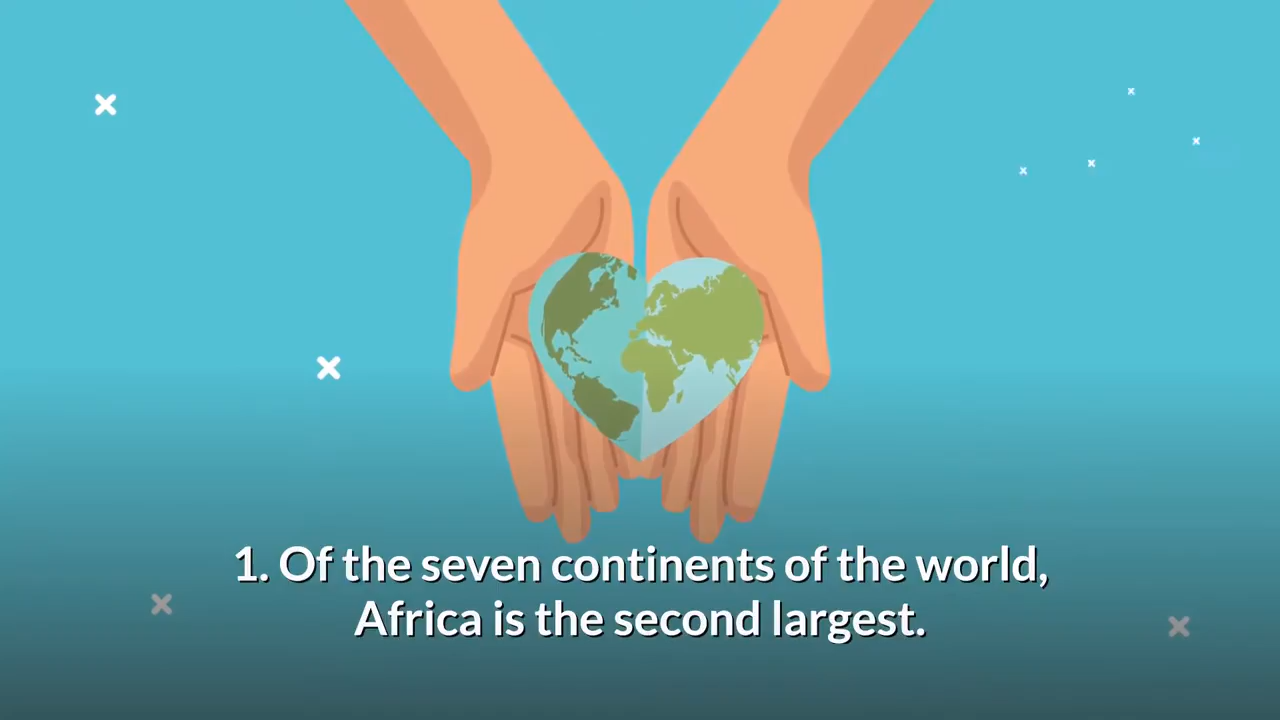 1. Of the seven continents of the world,
Africa is the second largest.